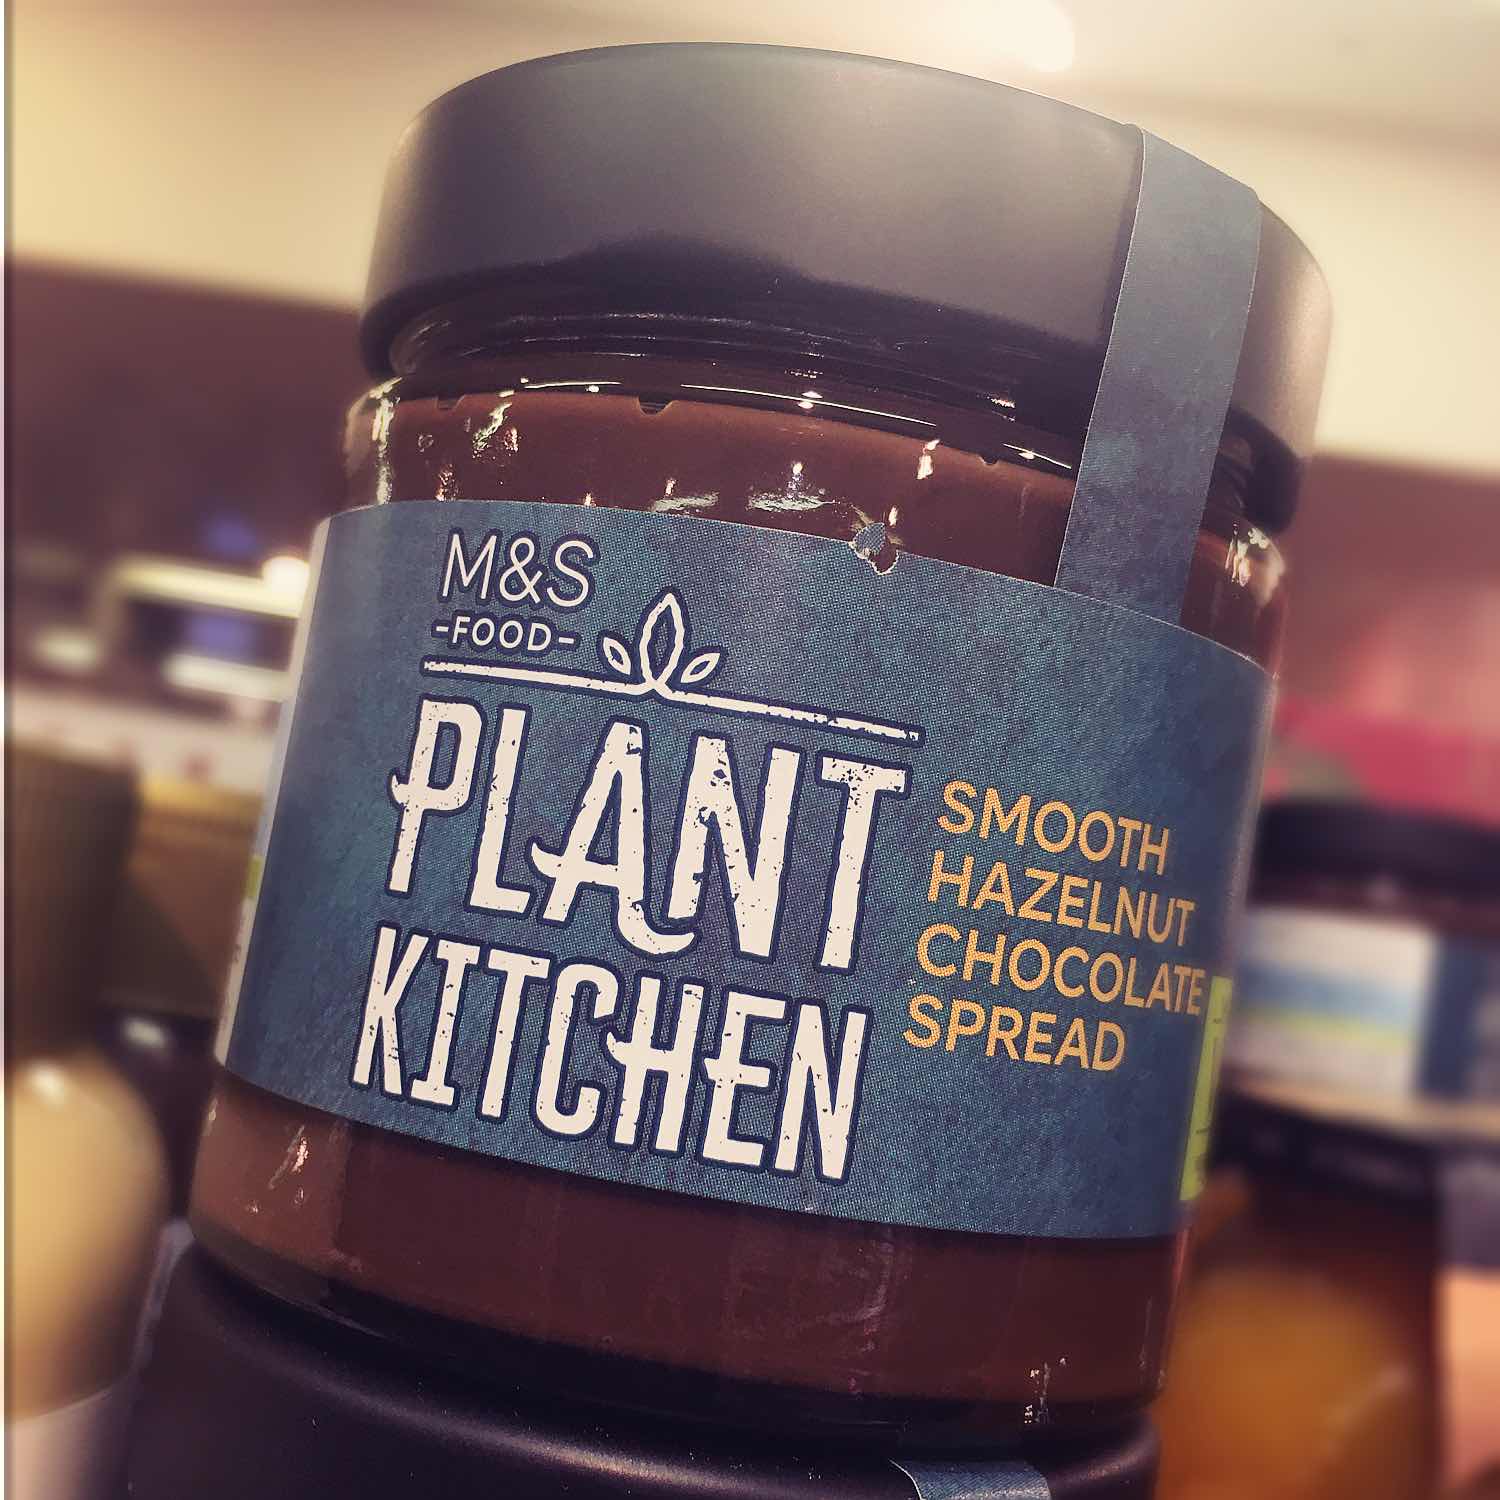 M&S
-FOOD-
PLANT
KITCHEN
SMOOTH
HAZELNUT
CHOCOLATE
SPREAD